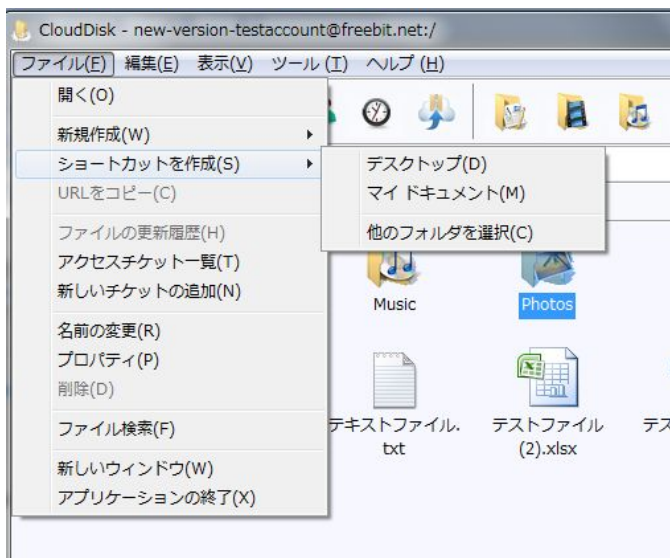 CloudDisk - new-version-testaccount@freebit.net:/
ファイル(F) 編集(E) 表示(V) ツール (T) ヘルプ (H)
開く(O)
新規作成(W)
ショートカットを作成(S)
URLをコピー(C)
ファイルの更新履歴(H)
アクセスチケット一覧(T)
新しいチケットの追加(N)
名前の変更(R)
プロパティ(P)
削除(D)
ファイル検索(F)
新しいウィンドウ(W)
アプリケーションの終了(X)
デスクトップ(D)
マイ ドキュメント(M)
他のフォルダを選択(C)
Music
Photos
テキストファイル.
txt
テストファイル
(2).xlsx
テス